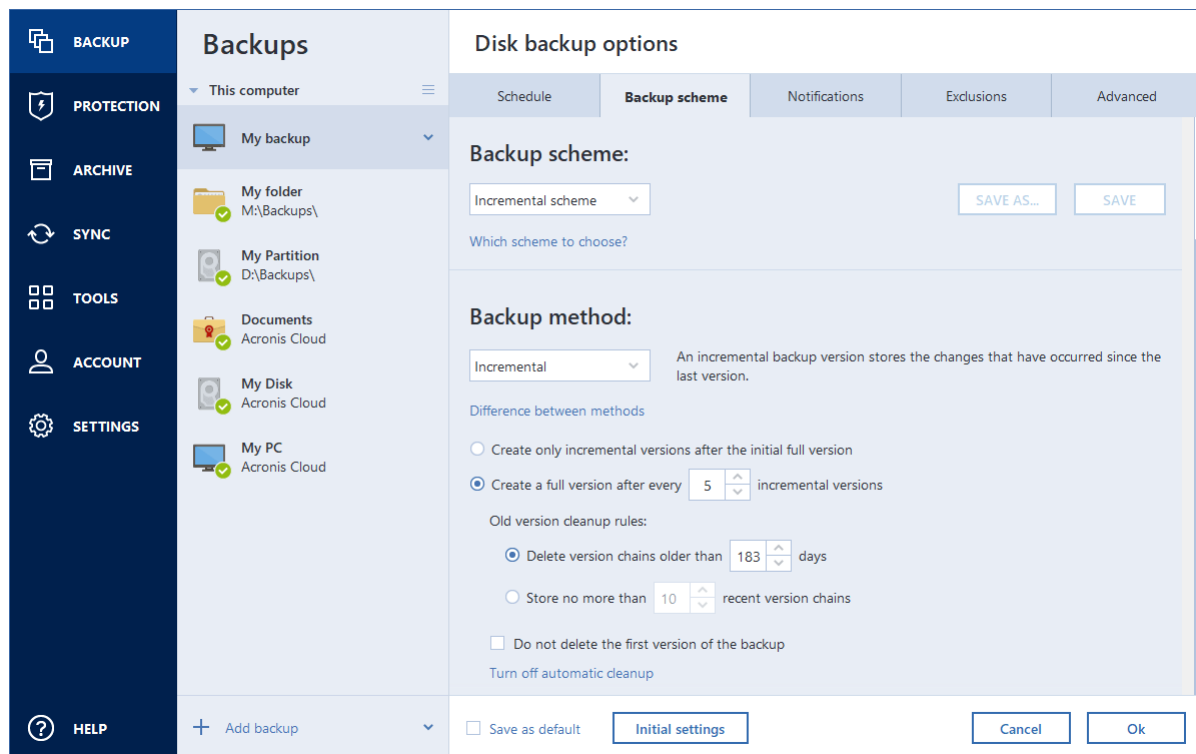 BACKUP
PROTECTION
ARCHIVE
SYNC
TOOLS
ACCOUNT
SETTINGS
HELP
Backups
This computer
My backup
My folder
M:\Backups\
My Partition
D:\Backups\
Documents
Acronis Cloud
My Disk
Acronis Cloud
My PC
Acronis Cloud
Add backup
Disk backup options
Schedule
Backup scheme
Notifications
Exclusions
Advanced
Backup scheme:
Incremental scheme
SAVE AS...
SAVE
Which scheme to choose?
Backup method:
Incremental
An incremental backup version stores the changes that have occurred since the
last version.
Difference between methods
Create only incremental versions after the initial full version
Create a full version after every 5 incremental versions
Old version cleanup rules:
Delete version chains older than 183 days
Store no more than 10 recent version chains
Do not delete the first version of the backup
Turn off automatic cleanup
Save as default
Initial settings
Cancel
Ok